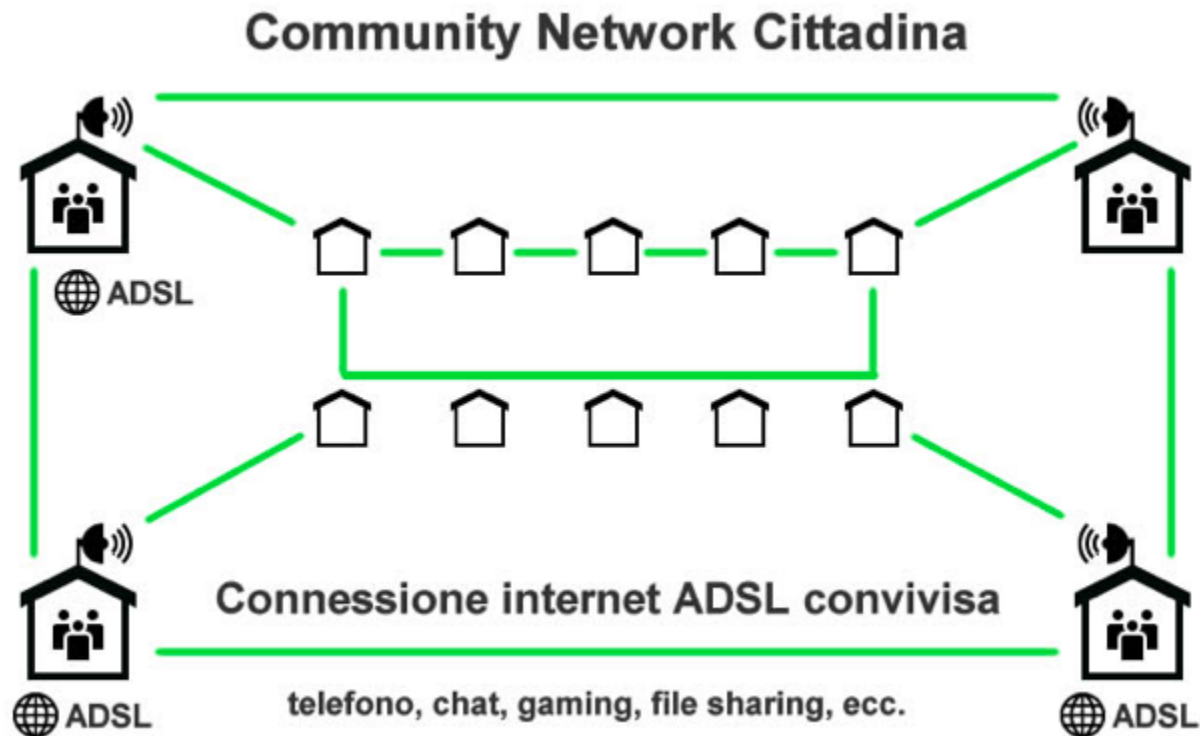 Community Network Cittadina
ADSL
Connessione internet ADSL convivisa
telefono, chat, gaming, file sharing, ecc.
ADSL
ADSL